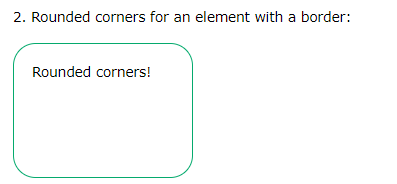 2. Rounded corners for an element with a border:
Rounded corners!